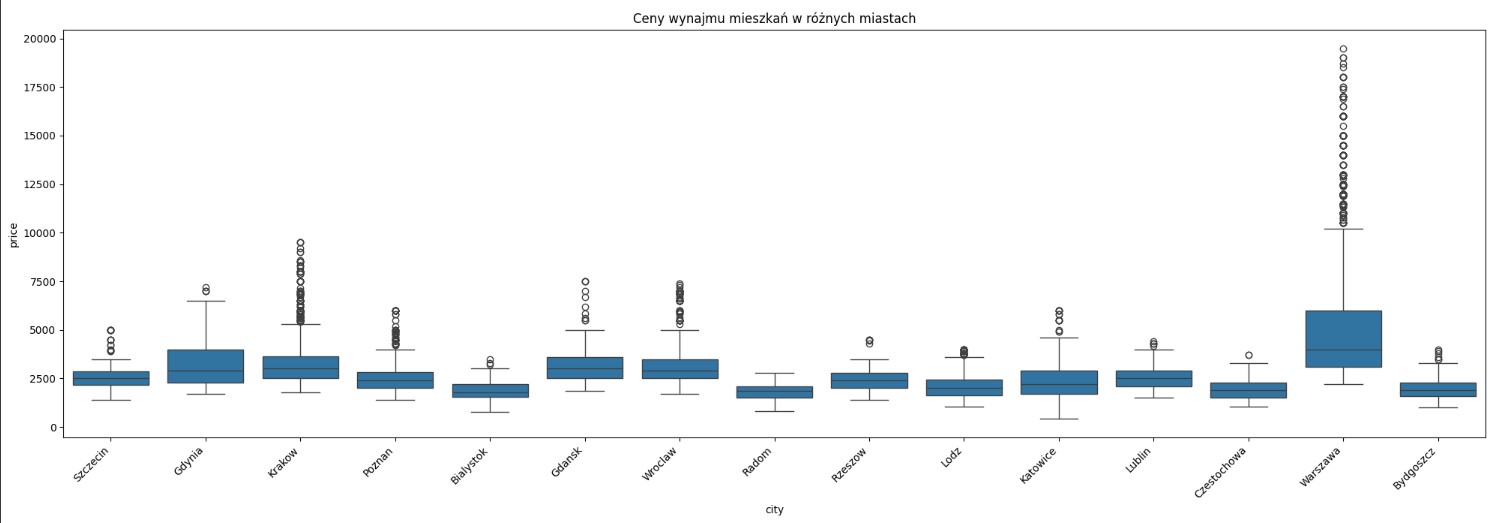 Ceny wynajmu mieszkań w różnych miastach
20000
17500
15000
12500
10000
7500
5000
2500
0
price
Szczecin
Gdynia
Krakow
Poznan
Bialystok
Gdansk
Wroclaw
Radom
Rzeszow
Lodz
Katowice
Lublin
Czestochowa
Warszawa
Bydgoszcz
city